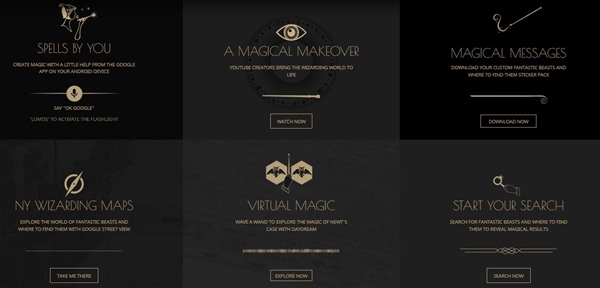 SPELLS BY YOU
CREATE MAGIC WITH A LITTLE HELP FROM THE GOOGLE
APP ON YOUR ANDROID DEVICE
SAY "OK GOOGLE"
'LUMOS' TO ACTIVATE THE FLASHLIGHT
A MAGICAL MAKEOVER
YOUTUBE CREATORS BRING THE WIZARDING WORLD TO
LIFE
WATCH NOW
MAGICAL MESSAGES
DOWNLOAD YOUR CUSTOM FANTASTIC BEASTS AND
WHERE TO FIND THEM STICKER PACK
DOWNLOAD NOW
NY WIZARDING MAPS
EXPLORE THE WORLD OF FANTASTIC BEASTS AND
WHERE TO FIND THEM WITH GOOGLE STREET VIEW
TAKE ME THERE
VIRTUAL MAGIC
WAVE A WAND TO EXPLORE THE MAGIC OF NEWT'S
CASE WITH DAYDREAM
EXPLORE NOW
START YOUR SEARCH
SEARCH FOR FANTASTIC BEASTS AND WHERE TO FIND
THEM TO REVEAL MAGICAL RESULTS
SEARCH NOW